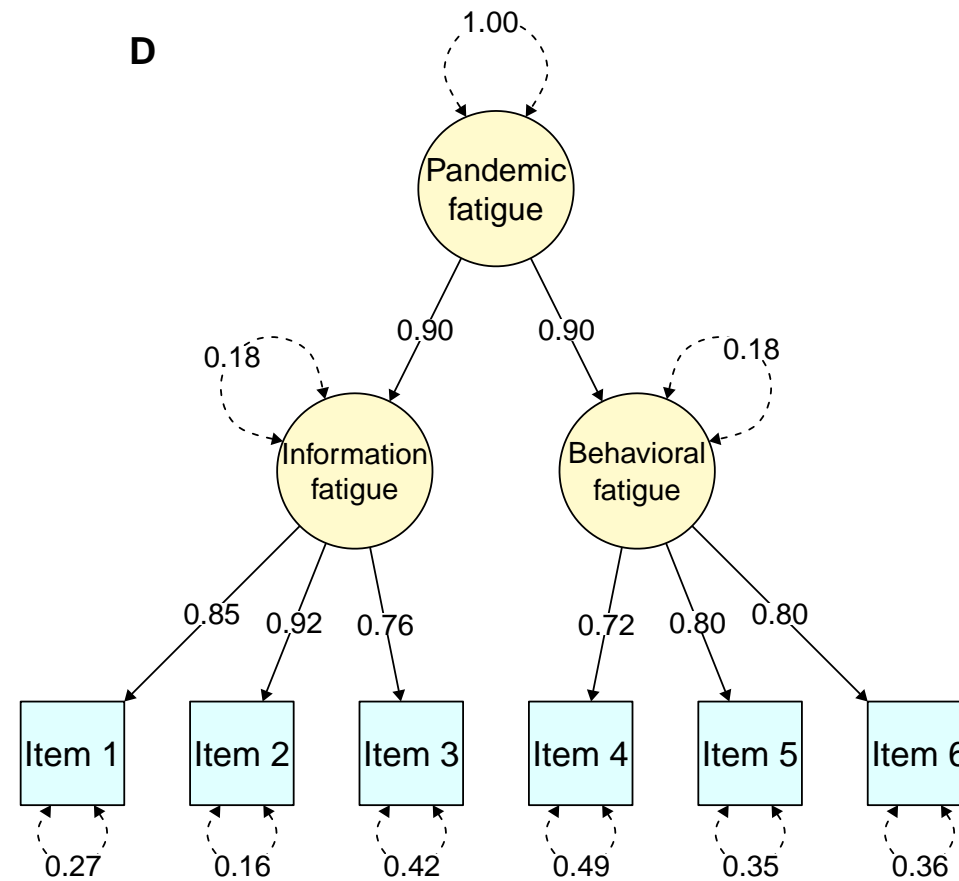 1.00
D
Pandemic
fatigue
0.90 0.90
0.18 0.18
Information
fatigue
Behavioral
fatigue
0.85 0.92 0.76 0.72 0.80 0.80
Item 1 Item 2 Item 3 Item 4 Item 5 Item 6
0.27 0.16 0.42 0.49 0.35 0.36